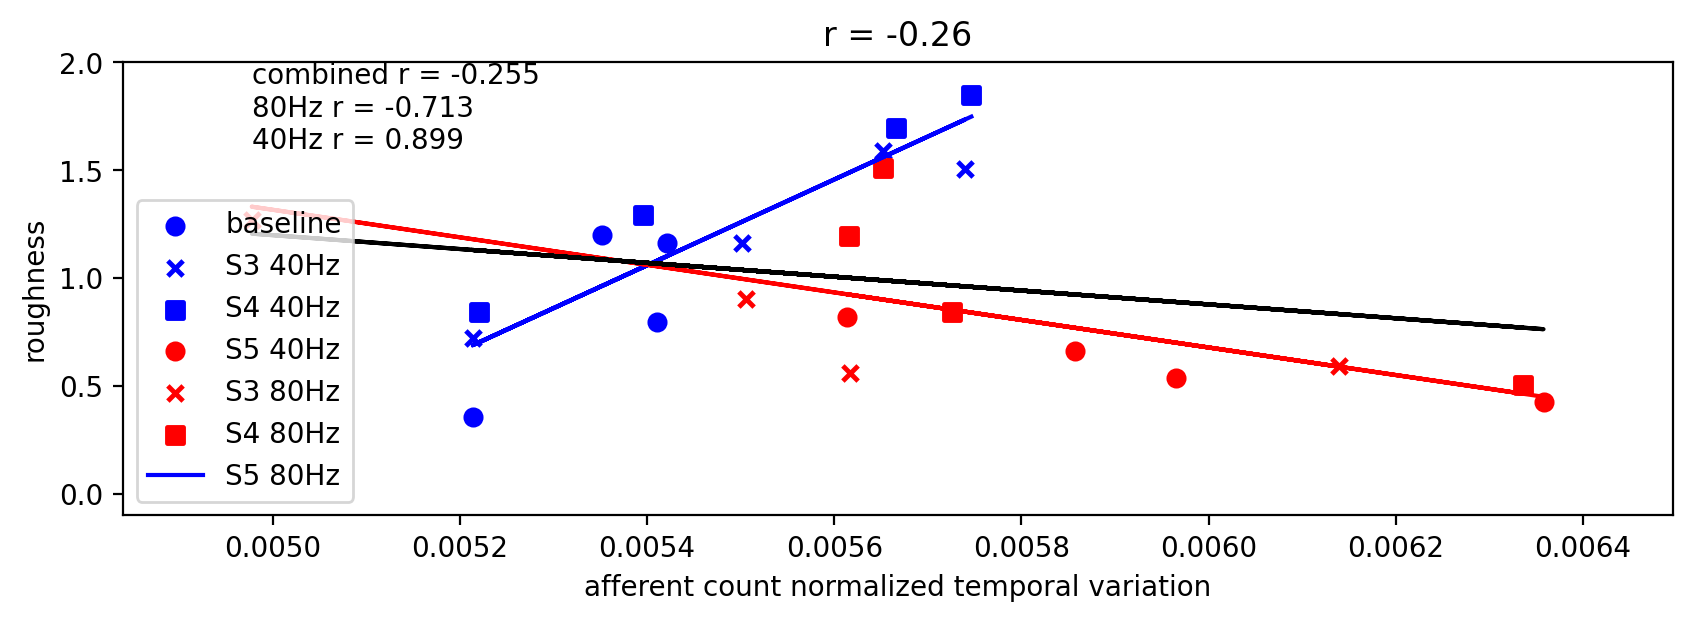 r = -0.26
combined r = -0.255
80Hz r = -0.713
40Hz r = 0.899
roughness
2.0
1.5
1.0
0.5
0.0
baseline
S3 40Hz
S4 40Hz
S5 40Hz
S3 80Hz
S4 80Hz
S5 80Hz
0.0050 0.0052 0.0054 0.0056 0.0058 0.0060 0.0062 0.0064
afferent count normalized temporal variation